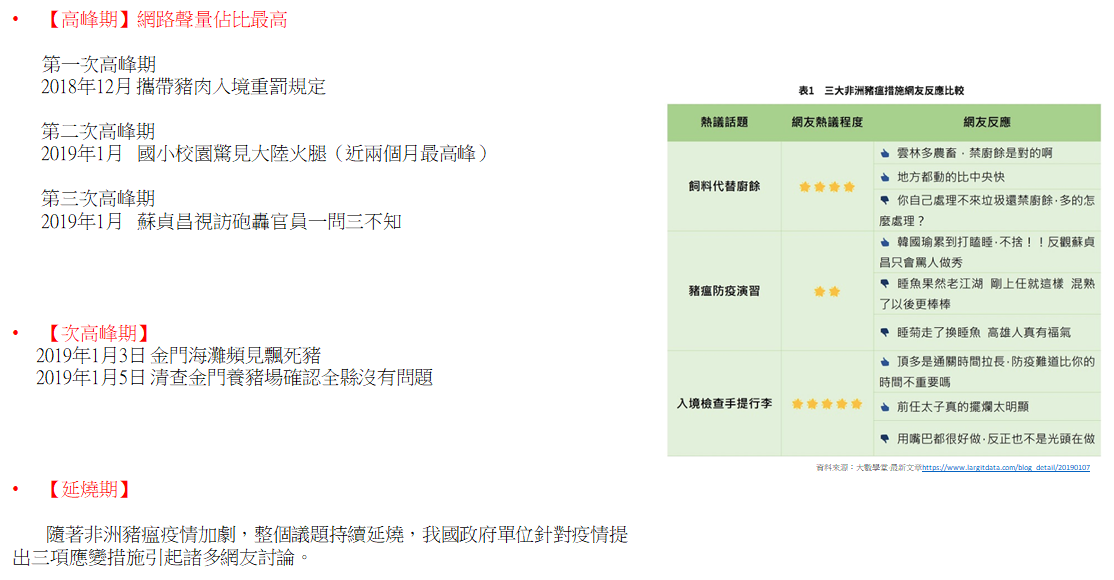 • 【高峰期】網路聲量佔比最高
第一次高峰期
2018年12月 攜帶豬肉入境重罰規定
第二次高峰期
2019年1月 國小校園驚見大陸火腿（近兩個月最高峰）
第三次高峰期
2019年1月 蘇貞昌視訪砲轟官員一問三不知
• 【次高峰期】
2019年1月3日 金門海灘頻見飄死豬
2019年1月5日 清查金門養豬場確認全縣沒有問題
• 【延燒期】
隨著非洲豬瘟疫情加劇，整個議題持續延燒，我國政府單位針對疫情提
出三項應變措施引起諸多網友討論。
表1 三大非洲豬瘟措施網友反應比較
熱議話題 網友熱議程度 網友反應
飼料代替廚餘
雲林多農畜，禁廚餘是對的啊
地方都動的比中央快
你自己處理不來垃圾還禁廚餘，多的怎
麼處理？
豬瘟防疫演習
韓國瑜累到打瞌睡，不捨！！反觀蘇貞
昌只會罵人做秀
睡魚果然老江湖 剛上任就這樣 混熟
了以後更棒棒
睡菊走了換睡魚 高雄人真有福氣
入境檢查手提行李
頂多是通關時間拉長，防疫難道比你的
時間不重要嗎
前任太子真的擺爛太明顯
用嘴巴都很好做，反正也不是光頭在做
資料來源：大數學堂 最新文章https://www.largitdata.com/blog_detail/20190107